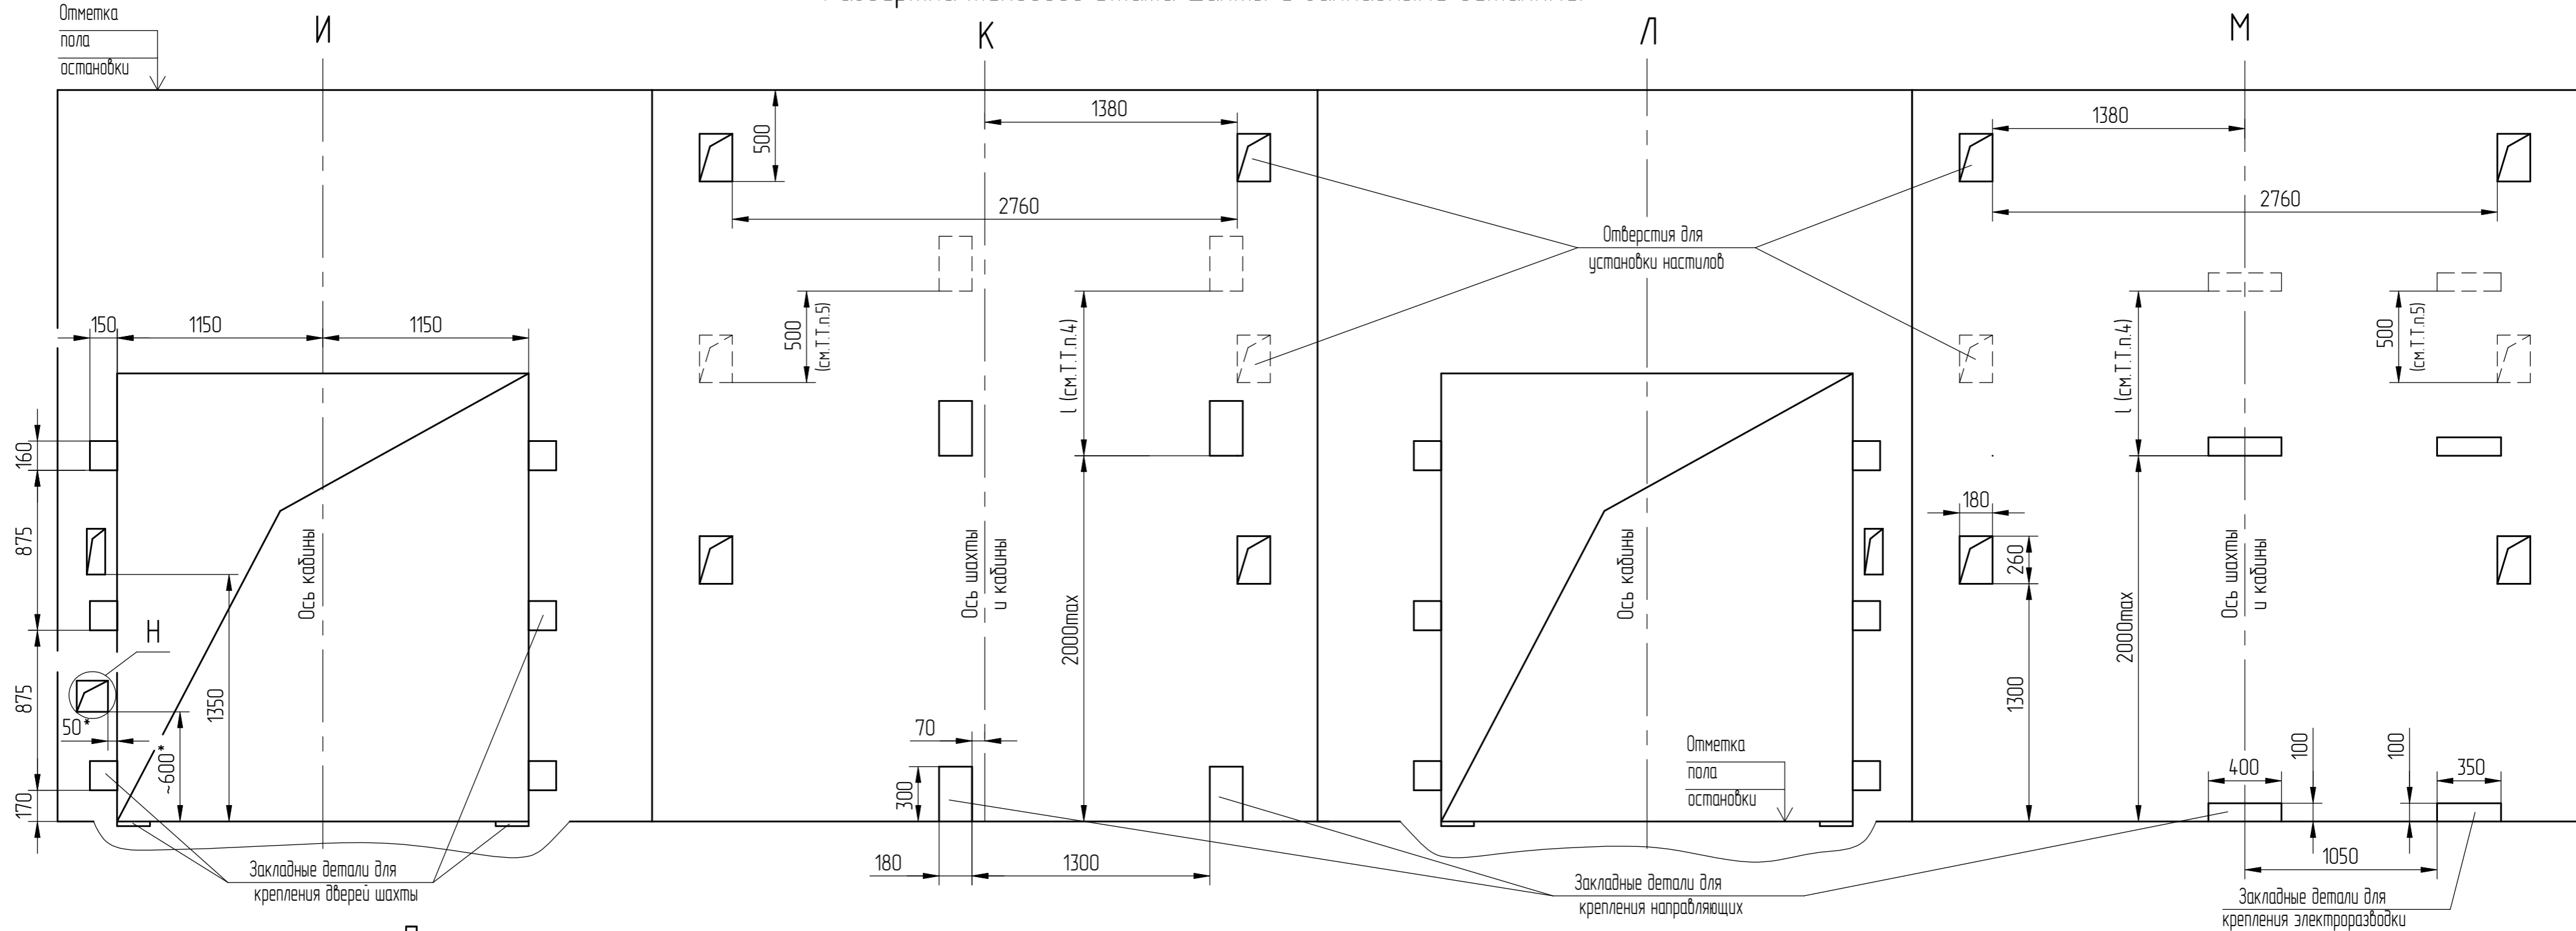 Отметка
пола
остановки
И
К
Л
М
1380
500
2760
1380
2760
Отверстия для
установки настилов
150
1150
1150
500
(см.Т.Т.п.5)
l (см.Т.Т.п.4)
l (см.Т.Т.п.4)
500
(см.Т.Т.п.5)
160
875
875
170
Н
50*
~600*
1350
Ось кабины
Ось шахты
и кабины
2000max
70
300
180
1300
Ось кабины
Отметка
пола
остановки
180
260
1300
2000max
Ось шахты
и кабины
400
100
100
350
1050
Закладные детали для
крепления дверей шахты
Закладные детали для
крепления направляющих
Закладные детали для
крепления электроразводки